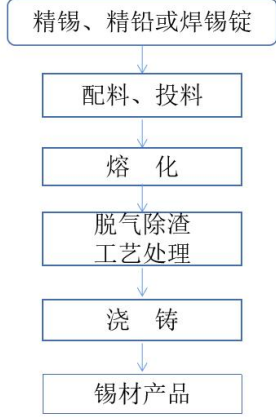 精锡、精铅或焊锡锭
配料、投料
熔　化
脱气除渣
工艺处理
浇　铸
锡材产品